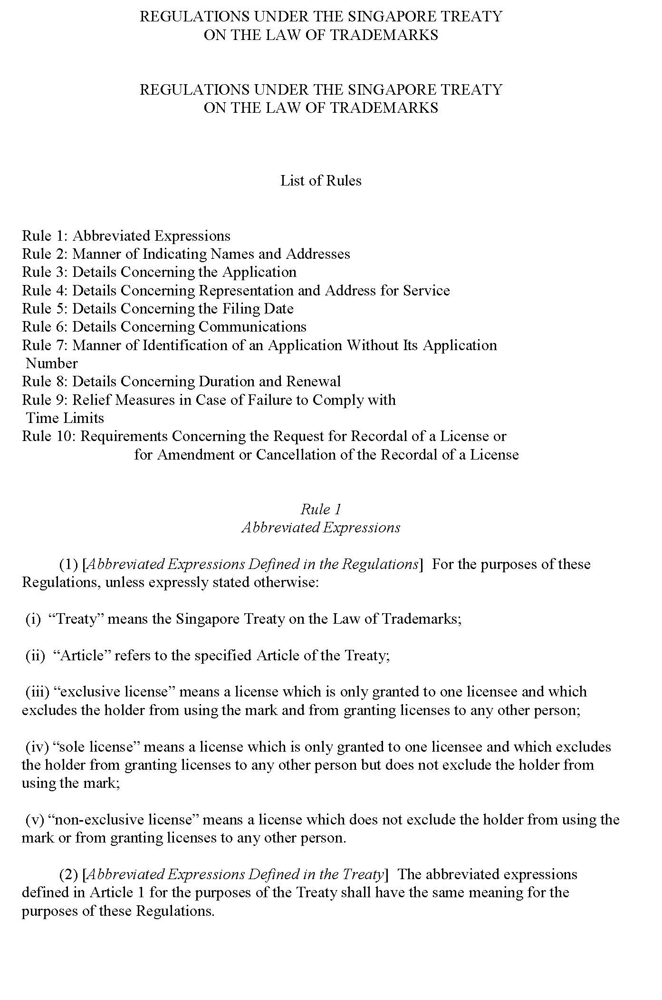 REGULATIONS UNDER THE SINGAPORE TREATY
ON THE LAW OF TRADEMARKS
REGULATIONS UNDER THE SINGAPORE TREATY
ON THE LAW OF TRADEMARKS
List of Rules
Rule 1: Abbreviated Expressions
Rule 2: Manner of Indicating Names and Addresses
Rule 3: Details Concerning the Application
Rule 4: Details Concerning Representation and Address for Service
Rule 5: Details Concerning the Filing Date
Rule 6: Details Concerning Communications
Rule 7: Manner of Identification of an Application Without Its Application
Number
Rule 8: Details Concerning Duration and Renewal
Rule 9: Relief Measures in Case of Failure to Comply with
Time Limits
Rule 10: Requirements Concerning the Request for Recordal of a License or
for Amendment or Cancellation of the Recordal of a License
Rule 1
Abbreviated Expressions
(1) [Abbreviated Expressions Defined in the Regulations]  For the purposes of these
Regulations, unless expressly stated otherwise:
(i)  “Treaty” means the Singapore Treaty on the Law of Trademarks;
(ii)  “Article” refers to the specified Article of the Treaty;
(iii) “exclusive license” means a license which is only granted to one licensee and which
excludes the holder from using the mark and from granting licenses to any other person;
(iv) “sole license” means a license which is only granted to one licensee and which excludes
the holder from granting licenses to any other person but does not exclude the holder from
using the mark;
(v) “non-exclusive license” means a license which does not exclude the holder from using the
mark or from granting licenses to any other person.
(2) [Abbreviated Expressions Defined in the Treaty]  The abbreviated expressions
defined in Article 1 for the purposes of the Treaty shall have the same meaning for the
purposes of these Regulations.